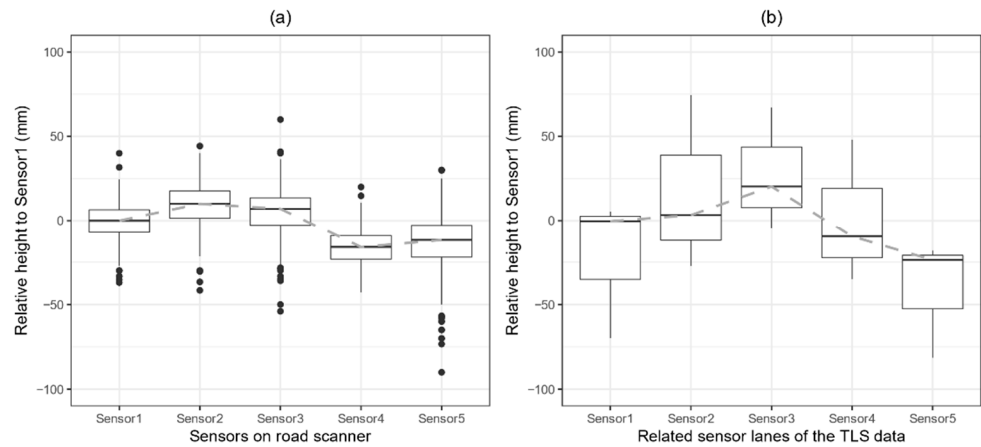 (a)
Relative height to Sensor1 (mm)
100
50
0
−50
−100
Sensor1 Sensor2 Sensor3 Sensor4 Sensor5
Sensors on road scanner
(b)
Relative height to Sensor1 (mm)
100
50
0
−50
−100
Sensor1 Sensor2 Sensor3 Sensor4 Sensor5
Related sensor lanes of the TLS data